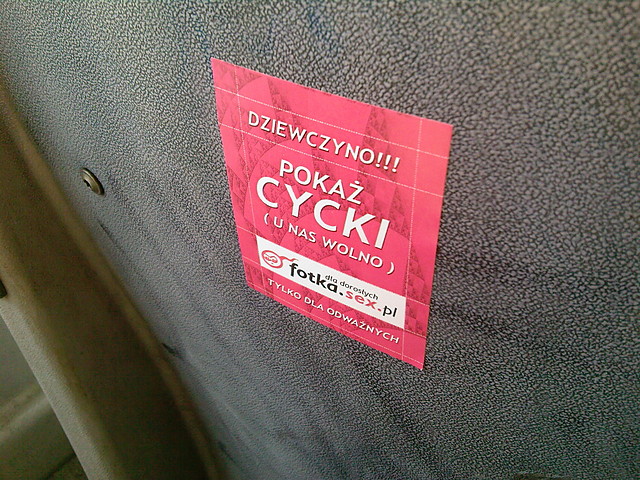 DZIEWCZYNO!!!
POKAŻ
CYCKI
( U NAS WOLNO )
dla dorosłych
fotka.sex.pl
TYLKO DLA ODWAŻNYCH